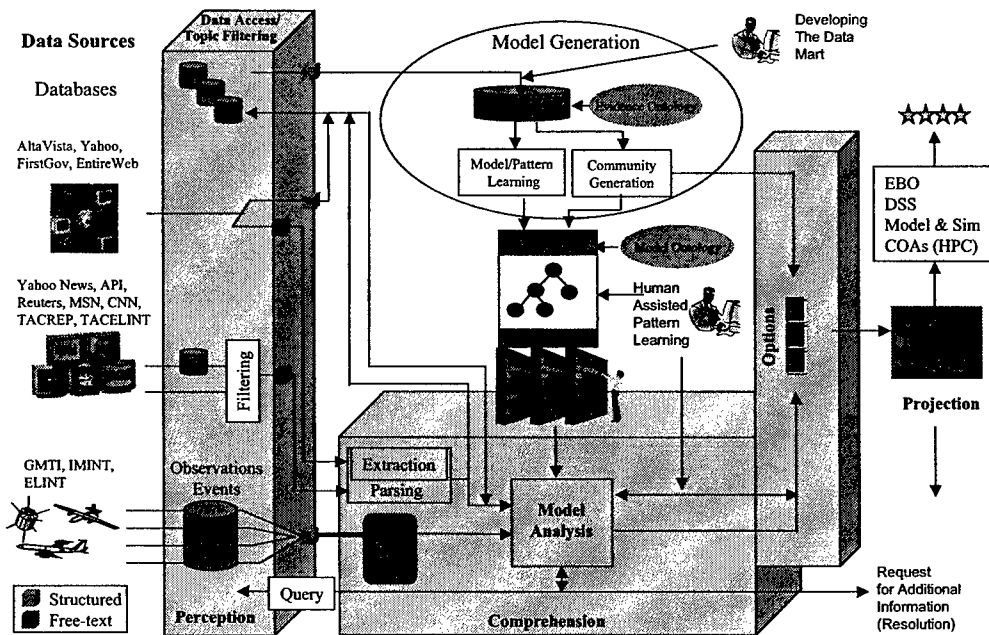 Data Sources
Databases
AltaVista, Yahoo,
FirstGov, EntireWeb
Yahoo News, API,
Reuters, MSN, CNN,
TACREP, TACELINT
GMTI, IMINT,
ELINT
Structured
Free-text
Data Access/
Topic Filtering
Filtering
Observations
Events
Perception
Query
Model Generation
Evidence Ontology
Model/Pattern
Learning
Community
Generation
Developing
The Data
Mart
Model Ontology
Human
Assisted
Pattern
Learning
Extraction
Parsing
Model
Analysis
Comprehension
Options
EBO
DSS
Model & Sim
COAs (HPC)
Projection
Request
for Additional
Information
(Resolution)